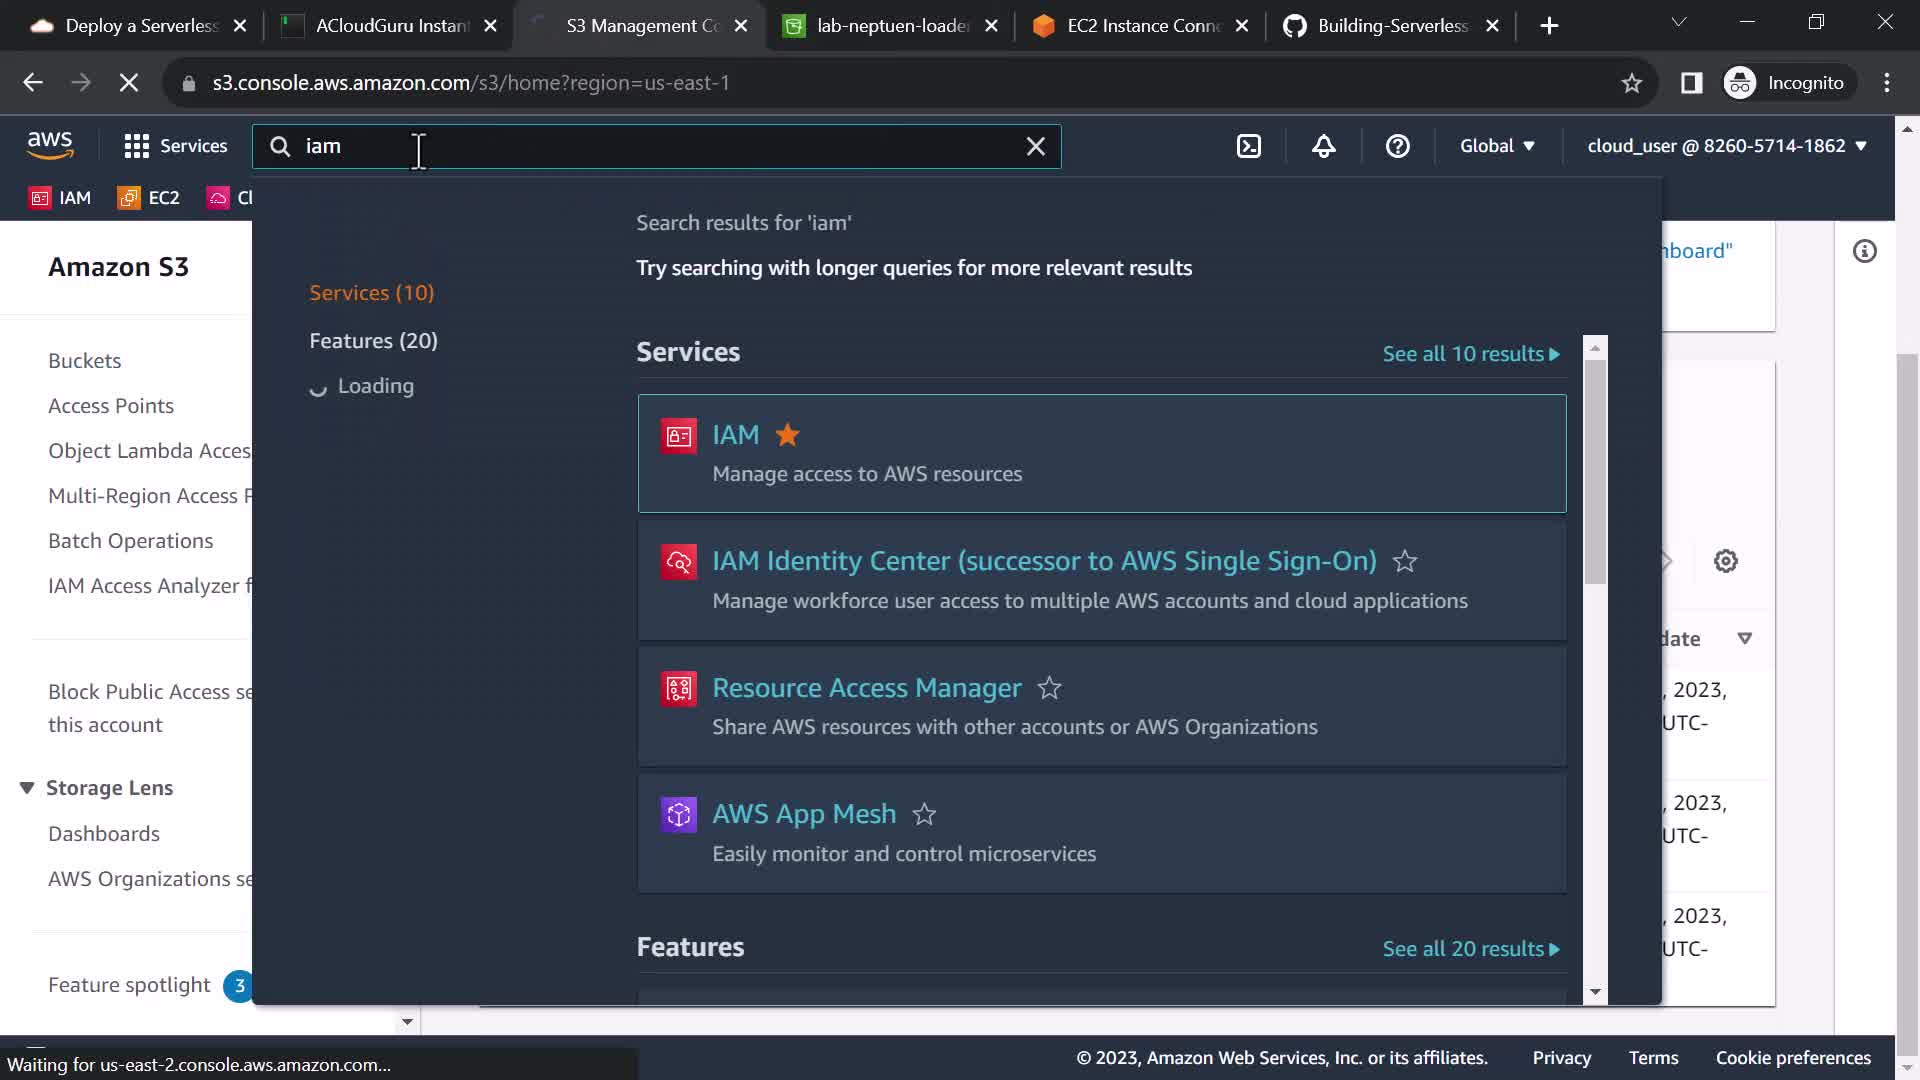 Deploy a Serverless
ACloudGuru Instant
S3 Management Co
lab-neptuen-loader
EC2 Instance Conne
Building-Serverless
s3.console.aws.amazon.com/s3/home?region=us-east-1
Incognito
aws
Services
iam
Global
cloud_user @ 8260-5714-1862
IAM
EC2
Cl
Amazon S3
Buckets
Access Points
Object Lambda Acces
Multi-Region Access P
Batch Operations
IAM Access Analyzer f
Block Public Access se
this account
Storage Lens
Dashboards
AWS Organizations se
Feature spotlight 3
Services (10)
Features (20)
Loading
Search results for 'iam'
Try searching with longer queries for more relevant results
Services
See all 10 results
IAM
Manage access to AWS resources
IAM Identity Center (successor to AWS Single Sign-On)
Manage workforce user access to multiple AWS accounts and cloud applications
Resource Access Manager
Share AWS resources with other accounts or AWS Organizations
AWS App Mesh
Easily monitor and control microservices
Features
See all 20 results
hboard"
date
, 2023,
UTC-
, 2023,
UTC-
, 2023,
UTC-
Waiting for us-east-2.console.aws.amazon.com...
© 2023, Amazon Web Services, Inc. or its affiliates.
Privacy
Terms
Cookie preferences